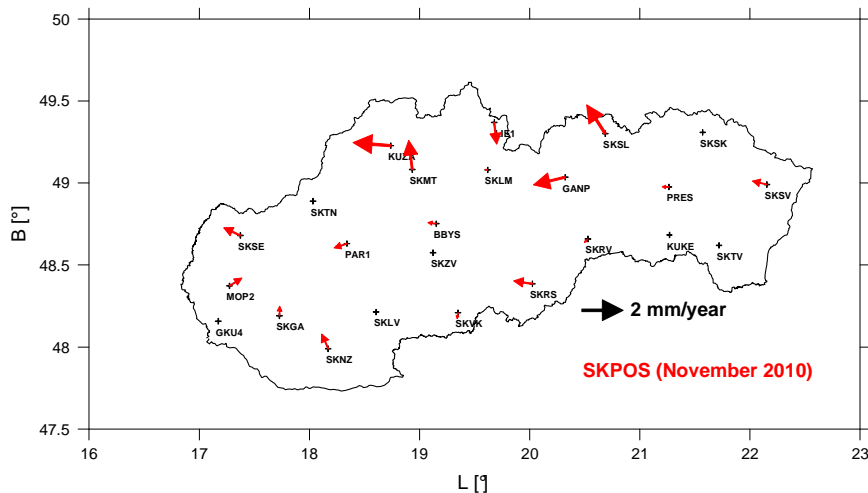 50
49.5
49
48.5
48
47.5
B [°]
16
17
18
19
20
21
22
23
L [°]
KUZA
SKMT
SKSL
SKSK
SKLM
GANP
PRES
SKSV
SKTN
BBYS
SKSE
PAR1
SKZV
SKRV
KUKE
SKTV
MOP2
SKRS
GKU4
SKGA
SKLV
SKVK
SKNZ
2 mm/year
SKPOS (November 2010)